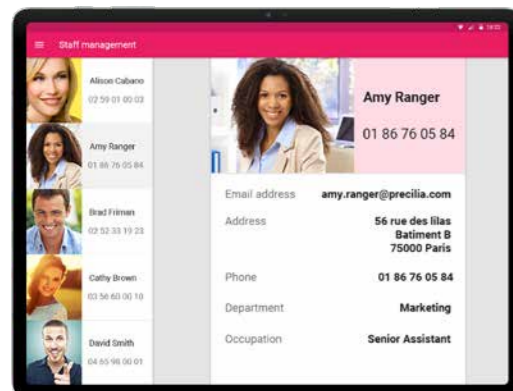 Staff management
Alison Cabano
02 59 01 00 03
Amy Ranger
01 86 76 05 84
Brad Friman
02 52 33 19 23
Cathy Brown
03 56 60 00 10
David Smith
04 65 98 00 01
Amy Ranger
01 86 76 05 84
Email address amy.ranger@precilia.com
Address 56 rue des lilas
Batiment B
75000 Paris
Phone 01 86 76 05 84
Department Marketing
Occupation Senior Assistant